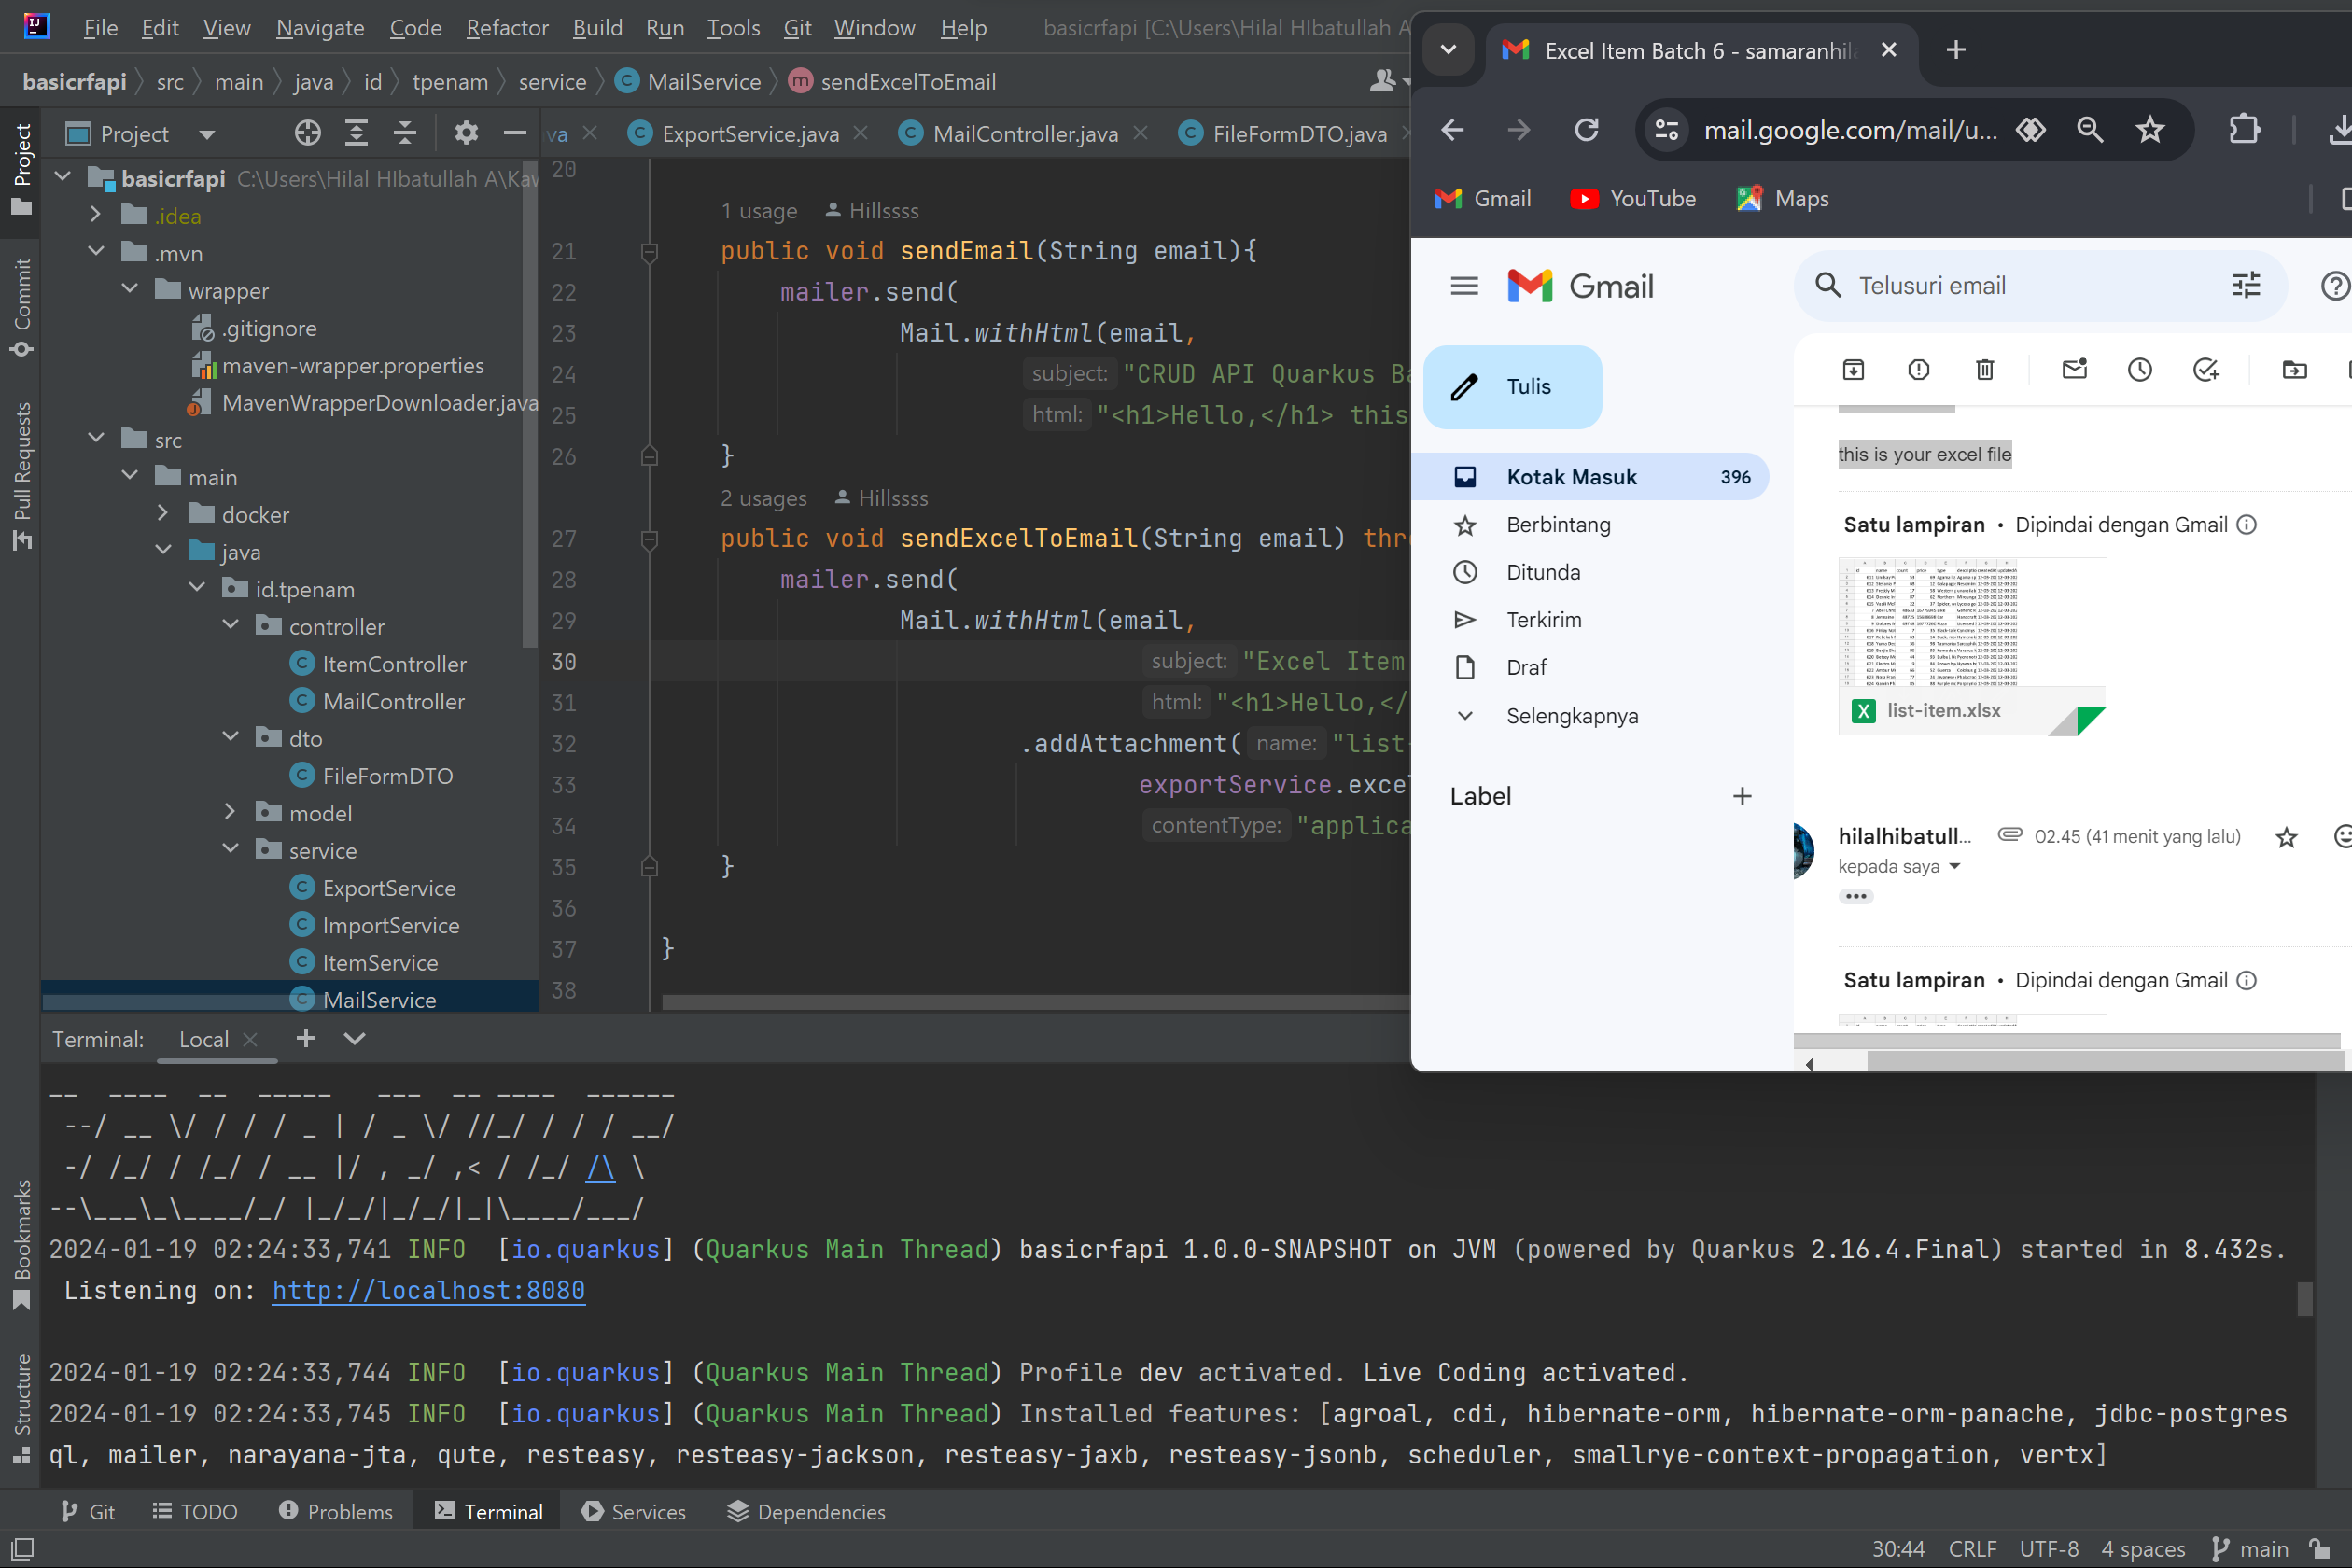 File Edit View Navigate Code Refactor Build Run Tools Git Window Help basicrfapi [C:\Users\Hilal HIbatullah A
basicrfapi src main java id tpenam service MailService sendExcelToEmail
Project
va ExportService.java MailController.java FileFormDTO.java
Project
Commit
Pull Requests
Bookmarks
Structure
basicrfapi C:\Users\Hilal HIbatullah A\Kaw
.idea
.mvn
wrapper
.gitignore
maven-wrapper.properties
MavenWrapperDownloader.java
src
main
docker
java
id.tpenam
controller
ItemController
MailController
dto
FileFormDTO
model
service
ExportService
ImportService
ItemService
MailService
20
1 usage Hillssss
21 public void sendEmail(String email){
22 mailer.send(
23 Mail.withHtml(email,
24 subject: "CRUD API Quarkus Ba
25 html: "<h1>Hello,</h1> this
26 }
2 usages Hillssss
27 public void sendExcelToEmail(String email) thr
28 mailer.send(
29 Mail.withHtml(email,
30 subject: "Excel Item
31 html: "<h1>Hello,</
32 .addAttachment( name: "list-
33 exportService.exce
34 contentType: "applica
35 }
36
37 }
38
Excel Item Batch 6 - samaranhila
mail.google.com/mail/u...
Gmail YouTube Maps
Gmail
Telusuri email
Tulis
Kotak Masuk 396
Berbintang
Ditunda
Terkirim
Draf
Selengkapnya
Label
this is your excel file
Satu lampiran • Dipindai dengan Gmail
list-item.xlsx
hilalhibatull... 02.45 (41 menit yang lalu)
kepada saya
Satu lampiran • Dipindai dengan Gmail
Terminal: Local
__  ____  __  _____   ___  __ ____  ______
 --/ __ \/ / / / _ | / _ \/ //_/ / / / __/
 -/ /_/ / /_/ / __ |/ , _/ ,< / /_/ /\ \
--\___\_\____/_/ |_/_/|_/_/|_|\____/___/
2024-01-19 02:24:33,741 INFO  [io.quarkus] (Quarkus Main Thread) basicrfapi 1.0.0-SNAPSHOT on JVM (powered by Quarkus 2.16.4.Final) started in 8.432s.
 Listening on: http://localhost:8080
2024-01-19 02:24:33,744 INFO  [io.quarkus] (Quarkus Main Thread) Profile dev activated. Live Coding activated.
2024-01-19 02:24:33,745 INFO  [io.quarkus] (Quarkus Main Thread) Installed features: [agroal, cdi, hibernate-orm, hibernate-orm-panache, jdbc-postgres
ql, mailer, narayana-jta, qute, resteasy, resteasy-jackson, resteasy-jaxb, resteasy-jsonb, scheduler, smallrye-context-propagation, vertx]
Git TODO Problems Terminal Services Dependencies
30:44 CRLF UTF-8 4 spaces main